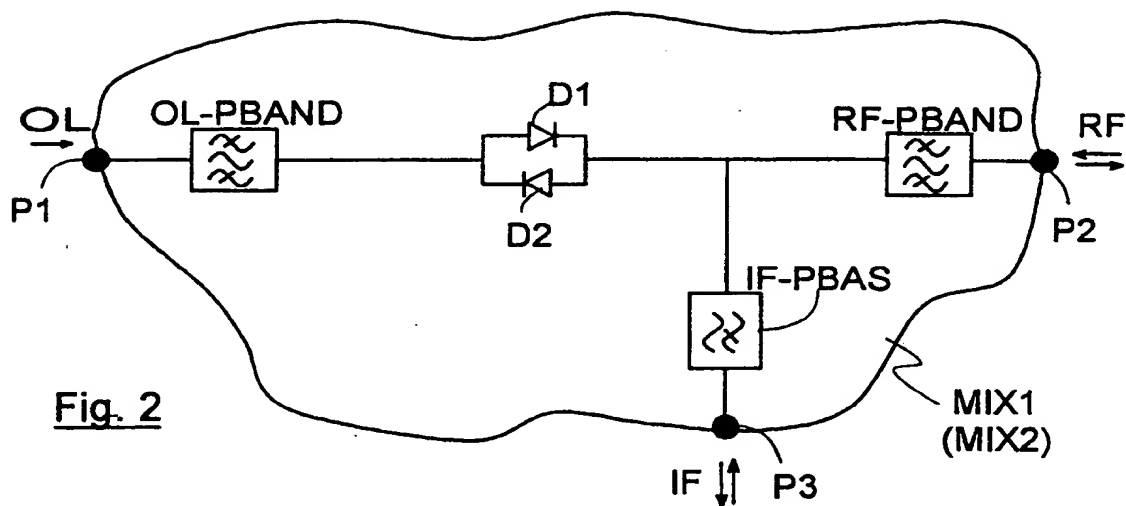 OL
OL-PBAND
D1
RF-PBAND
RF
P1
D2
P2
IF-PBAS
Fig. 2
MIX1
(MIX2)
IF
P3